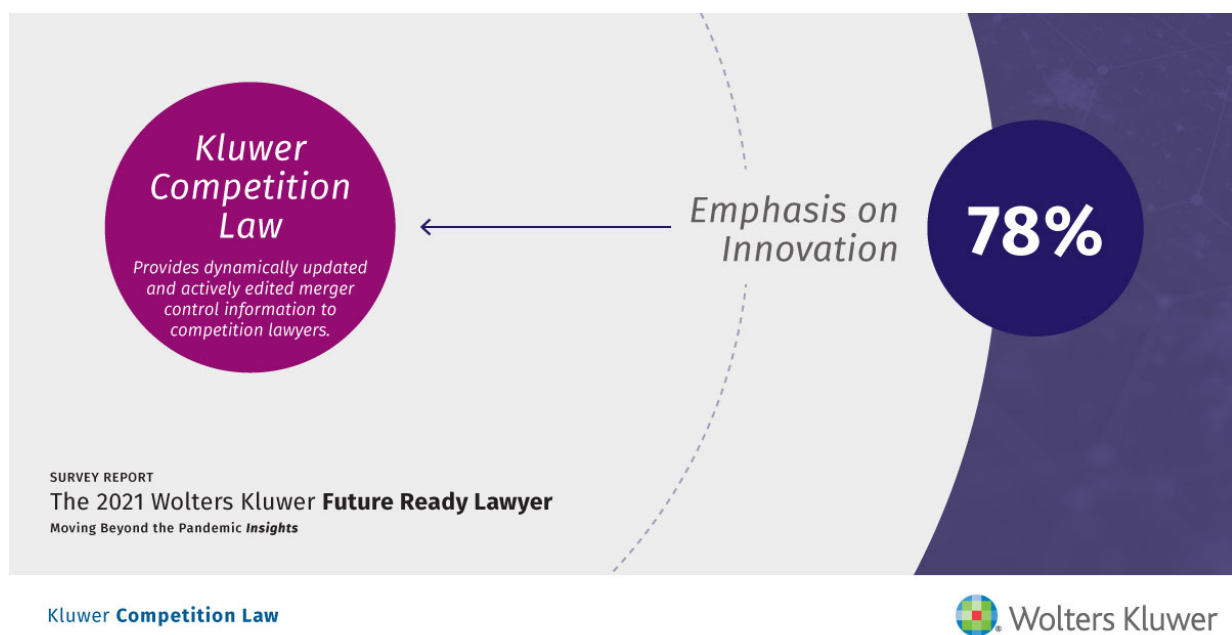 Kluwer
Competition
Law
Provides dynamically updated
and actively edited merger
control information to
competition lawyers.
Emphasis on
Innovation
78%
SURVEY REPORT
The 2021 Wolters Kluwer Future Ready Lawyer
Moving Beyond the Pandemic Insights
Kluwer Competition Law
Wolters Kluwer